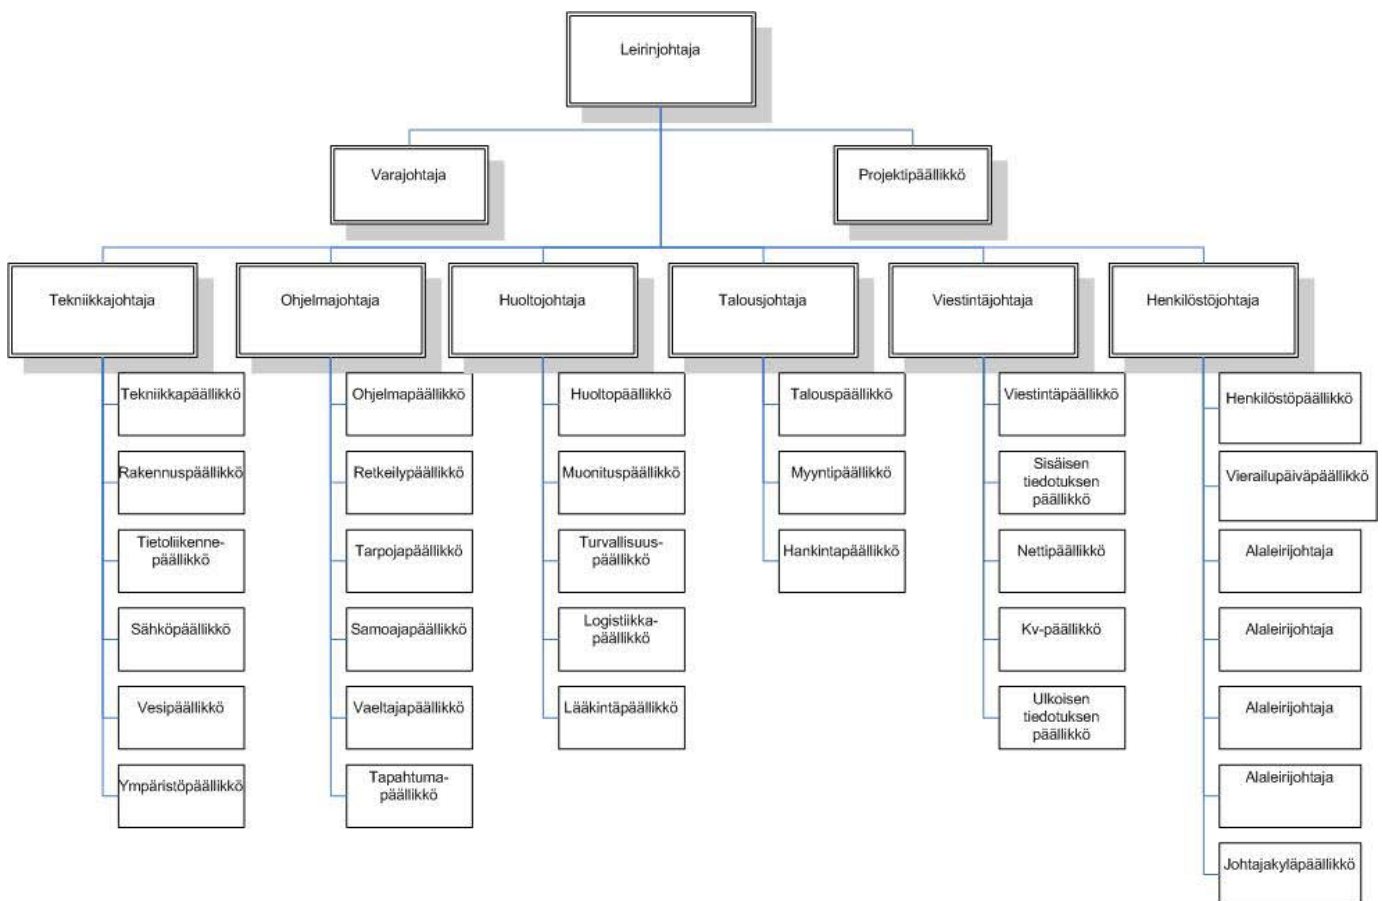 Leirinjohtaja
Varajohtaja
Projektipäällikkö
Tekniikkajohtaja
Ohjelmajohtaja
Huoltojohtaja
Talousjohtaja
Viestintäjohtaja
Henkilöstöjohtaja
Tekniikkapäällikkö
Rakennuspäällikkö
Tietoliikenne-
päällikkö
Sähköpäällikkö
Vesipäällikkö
Ympäristöpäällikkö
Ohjelmapäällikkö
Retkeilypäällikkö
Tarpojapäällikkö
Samoajapäällikkö
Vaeltajapäällikkö
Tapahtuma-
päällikkö
Huoltopäällikkö
Muonituspäällikkö
Turvallisuus-
päällikkö
Logistiikka-
päällikkö
Lääkintäpäällikkö
Talouspäällikkö
Myyntipäällikkö
Hankintapäällikkö
Viestintäpäällikkö
Sisäisen
tiedotuksen
päällikkö
Nettipäällikkö
Kv-päällikkö
Ulkoisen
tiedotuksen
päällikkö
Henkilöstöpäällikkö
Vierailupäiväpäällikkö
Alaleirijohtaja
Alaleirijohtaja
Alaleirijohtaja
Alaleirijohtaja
Johtajakyläpäällikkö